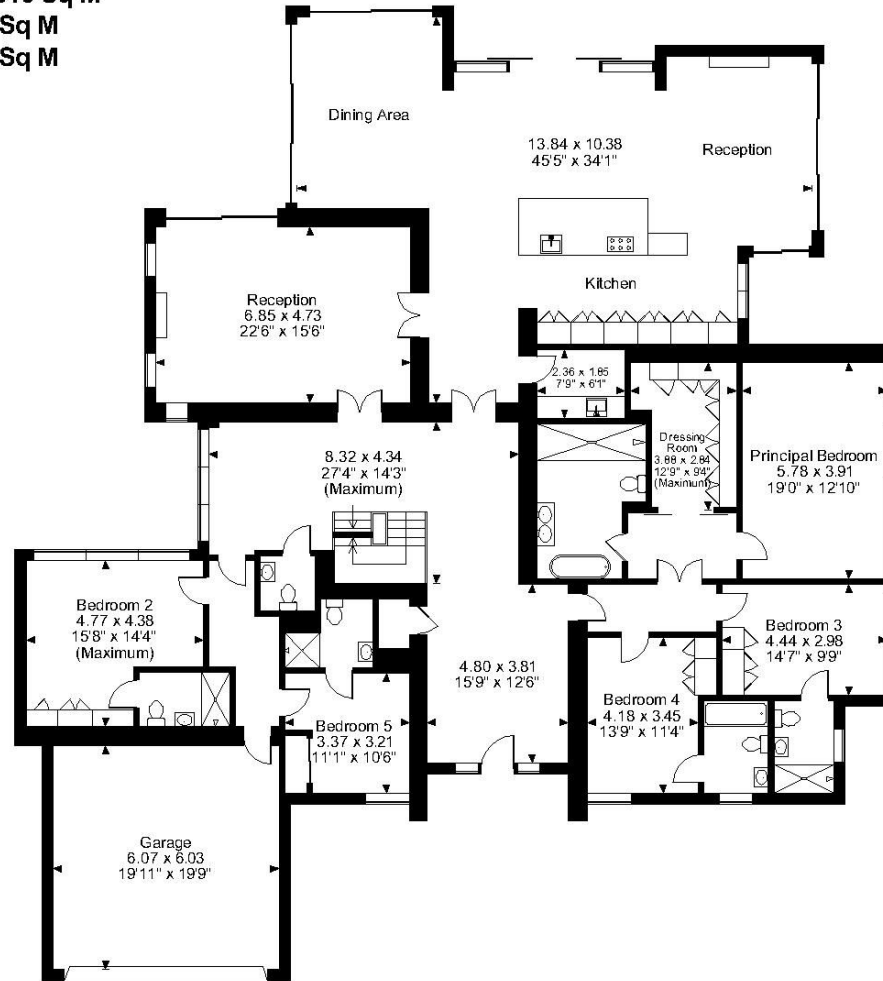 Sq M
Sq M
Sq M
Dining Area
13.84 x 10.38
45'5" x 34'1"
Reception
Kitchen
Reception
6.85 x 4.73
22'6" x 15'6"
2.36 x 1.85
7'9" x 6'1"
Dressing
Room
3.88 x 2.84
12'9" x 9'4"
(Maximum)
Principal Bedroom
5.78 x 3.91
19'0" x 12'10"
8.32 x 4.34
27'4" x 14'3"
(Maximum)
Bedroom 2
4.77 x 4.38
15'8" x 14'4"
(Maximum)
4.80 x 3.81
15'9" x 12'6"
Bedroom 3
4.44 x 2.98
14'7" x 9'9"
Bedroom 4
4.18 x 3.45
13'9" x 11'4"
Bedroom 5
3.37 x 3.21
11'1" x 10'6"
Garage
6.07 x 6.03
19'11" x 19'9"